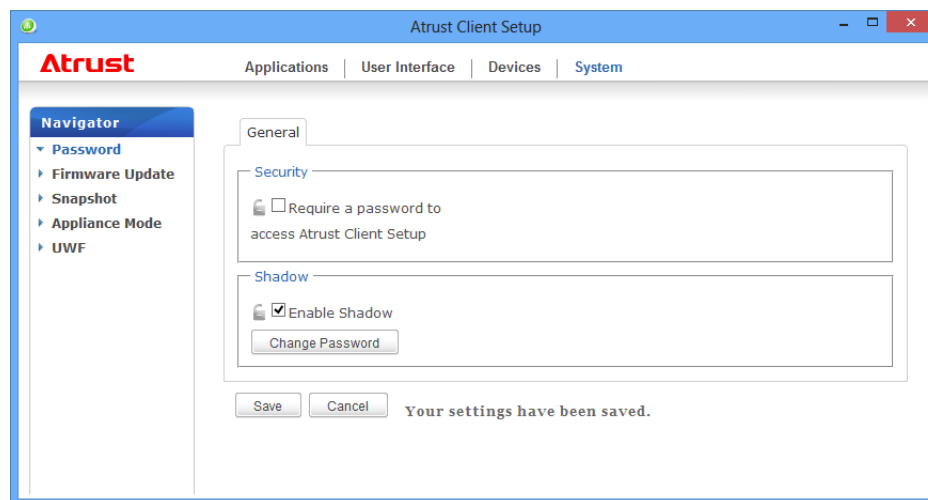 Atrust Client Setup
Atrust
Applications | User Interface | Devices | System
Navigator
Password
Firmware Update
Snapshot
Appliance Mode
UWF
General
Security
Require a password to
access Atrust Client Setup
Shadow
Enable Shadow
Change Password
Save Cancel Your settings have been saved.